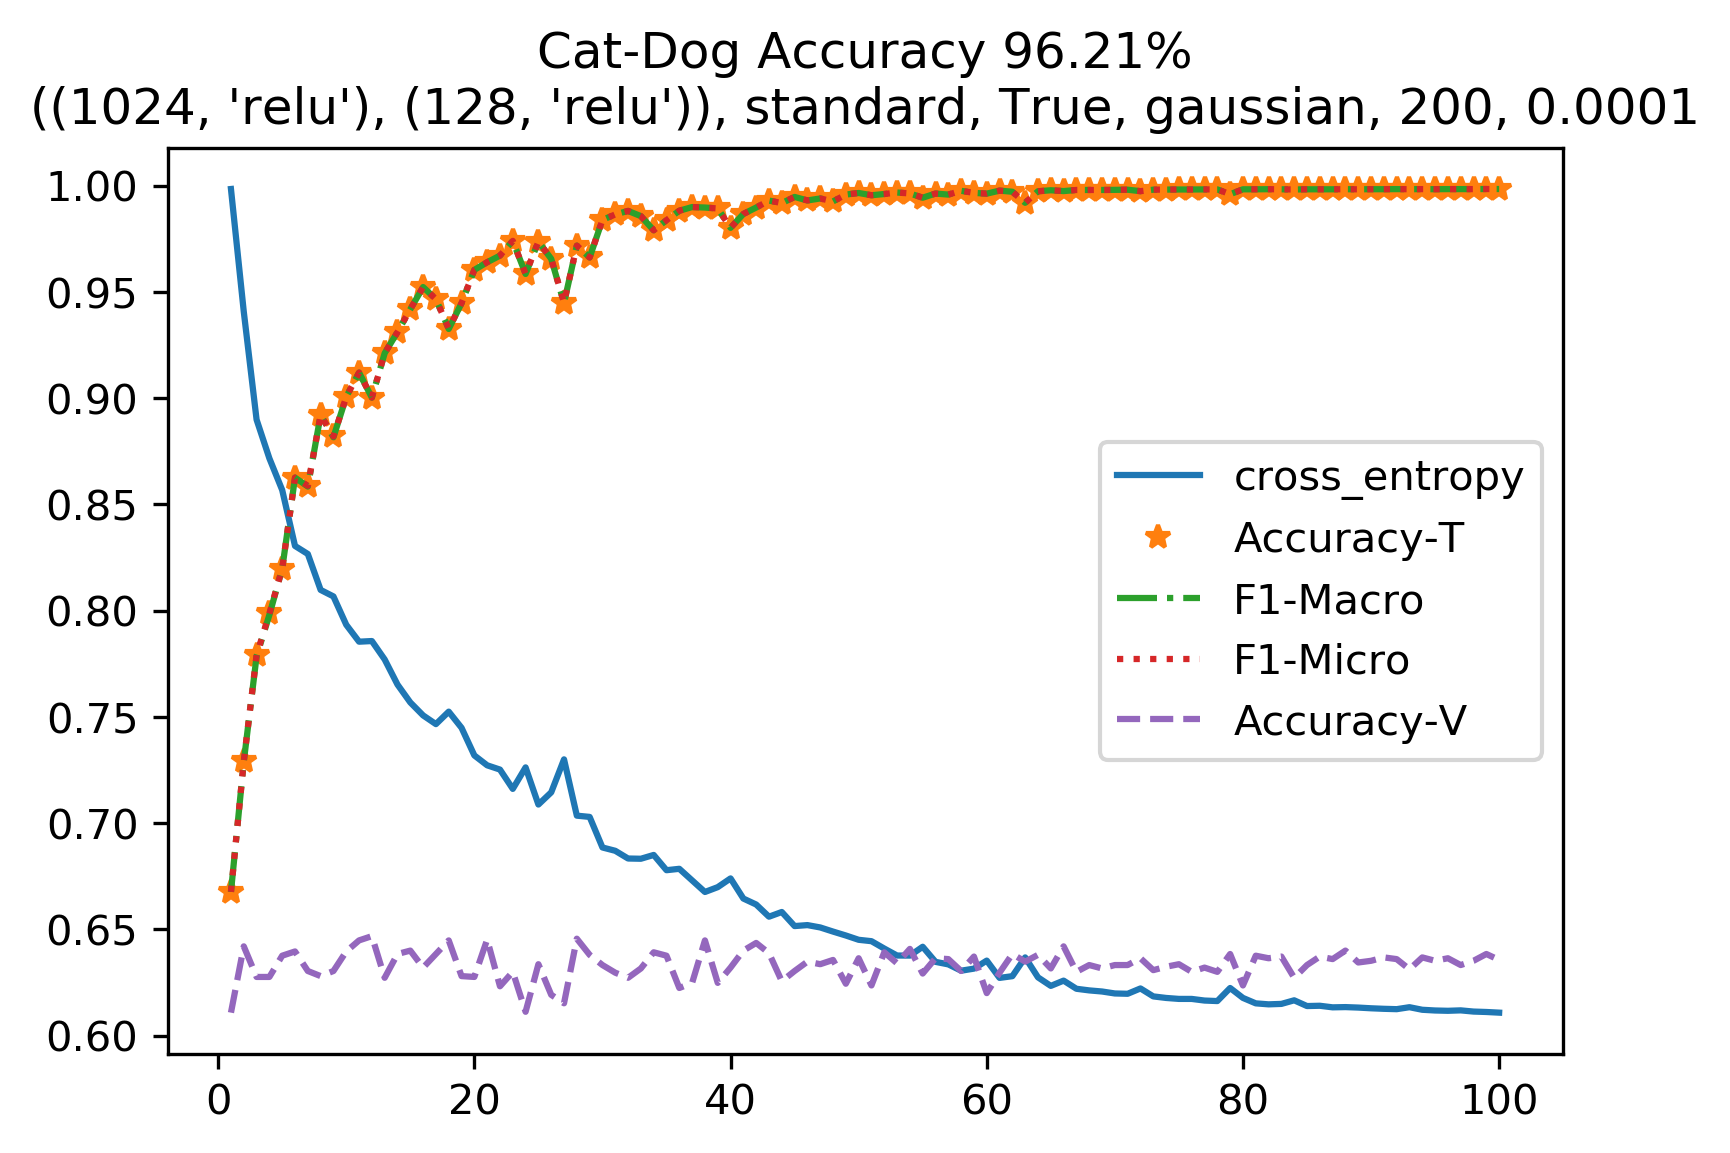 Cat-Dog Accuracy 96.21%
((1024, 'relu'), (128, 'relu')), standard, True, gaussian, 200, 0.0001
1.00
0.95
0.90
0.85
0.80
0.75
0.70
0.65
0.60
cross_entropy
Accuracy-T
F1-Macro
F1-Micro
Accuracy-V
0 20 40 60 80 100